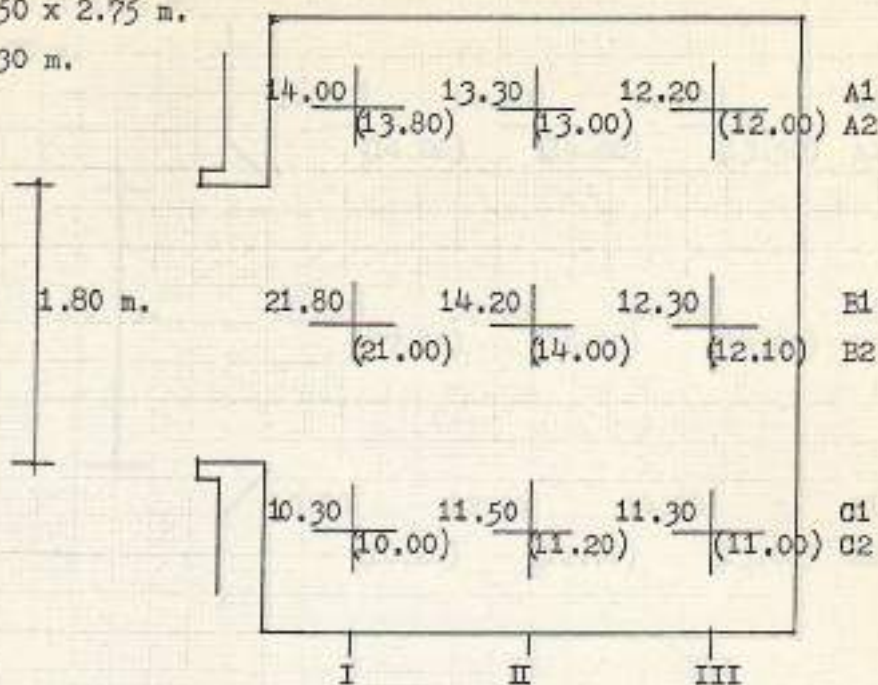 50 x 2.75 m.
30 m.
14.00 13.30 12.20 A1
(13.80) (13.00) (12.00) A2
1.80 m. 21.80 14.20 12.30 B1
(21.00) (14.00) (12.10) B2
10.30 11.50 11.30 C1
(10.00) (11.20) (11.00) C2
I II III